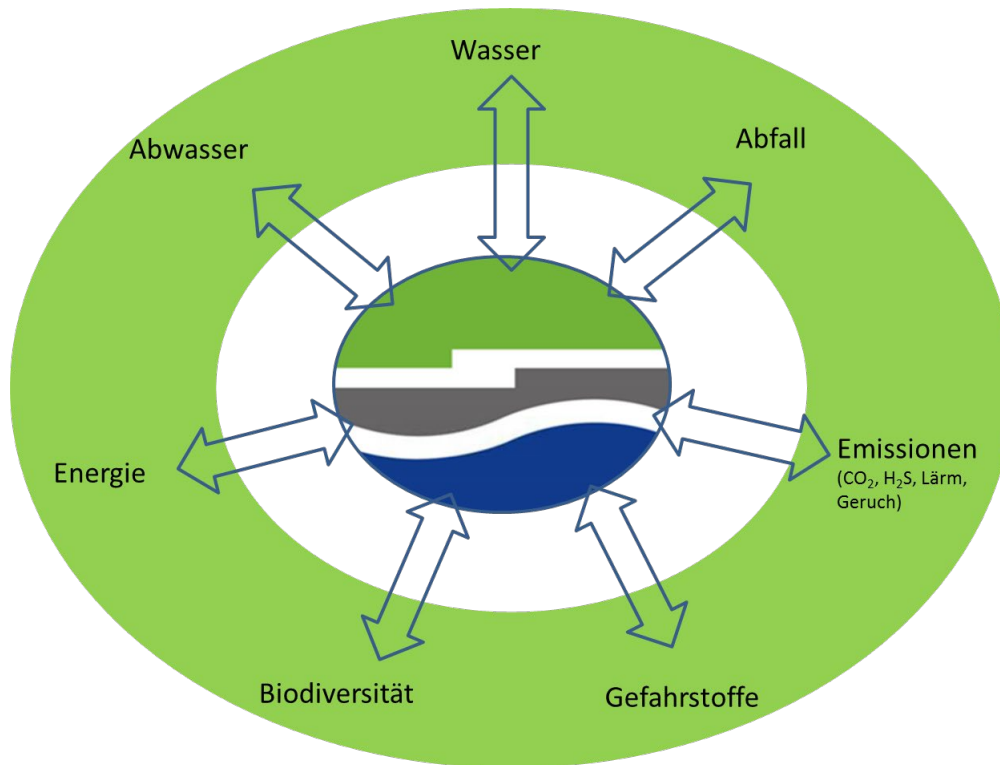 Wasser
Abwasser
Abfall
Energie
Emissionen
(CO₂, H₂S, Lärm,
Geruch)
Biodiversität
Gefahrstoffe